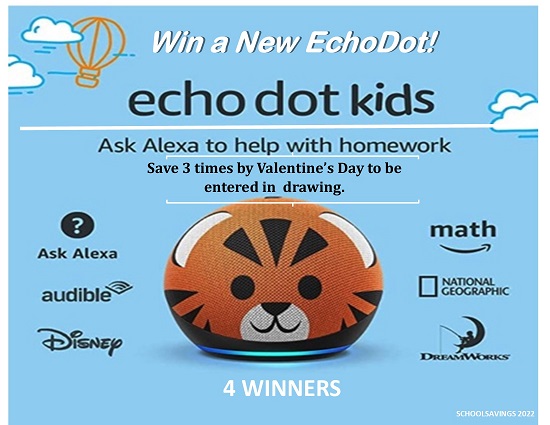 Win a New EchoDot!
echo dot kids
Ask Alexa to help with homework
Save 3 times by Valentine's Day to be
entered in drawing.
?
Ask Alexa
audible
Disney
math
NATIONAL
GEOGRAPHIC
DREAMWORKS
4 WINNERS
SCHOOLSAVINGS 2022